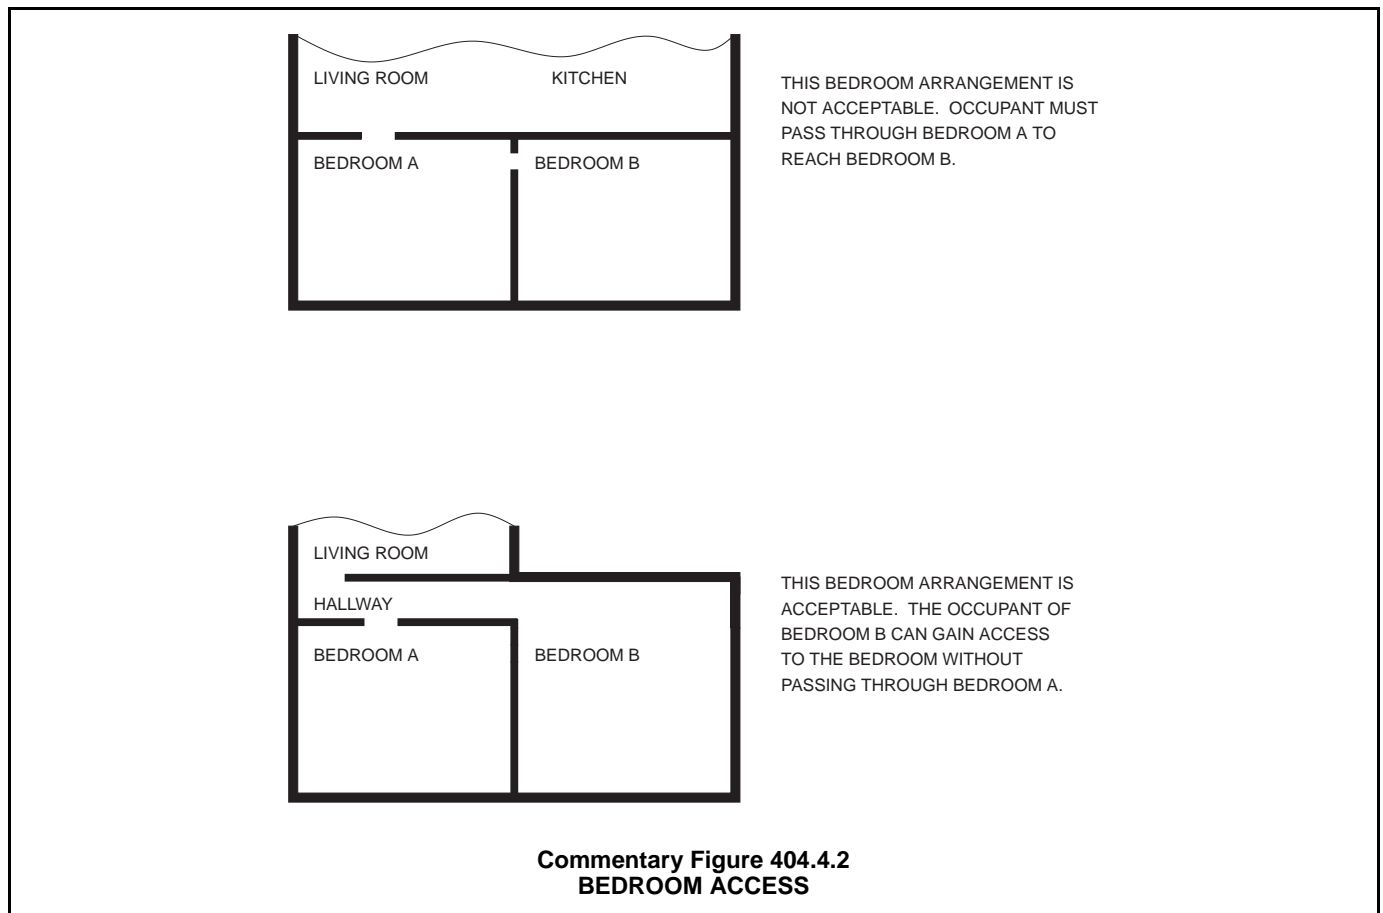 LIVING ROOM
KITCHEN
BEDROOM A
BEDROOM B
THIS BEDROOM ARRANGEMENT IS
NOT ACCEPTABLE.  OCCUPANT MUST
PASS THROUGH BEDROOM A TO
REACH BEDROOM B.
LIVING ROOM
HALLWAY
BEDROOM A
BEDROOM B
THIS BEDROOM ARRANGEMENT IS
ACCEPTABLE.  THE OCCUPANT OF
BEDROOM B CAN GAIN ACCESS
TO THE BEDROOM WITHOUT
PASSING THROUGH BEDROOM A.
Commentary Figure 404.4.2
BEDROOM ACCESS